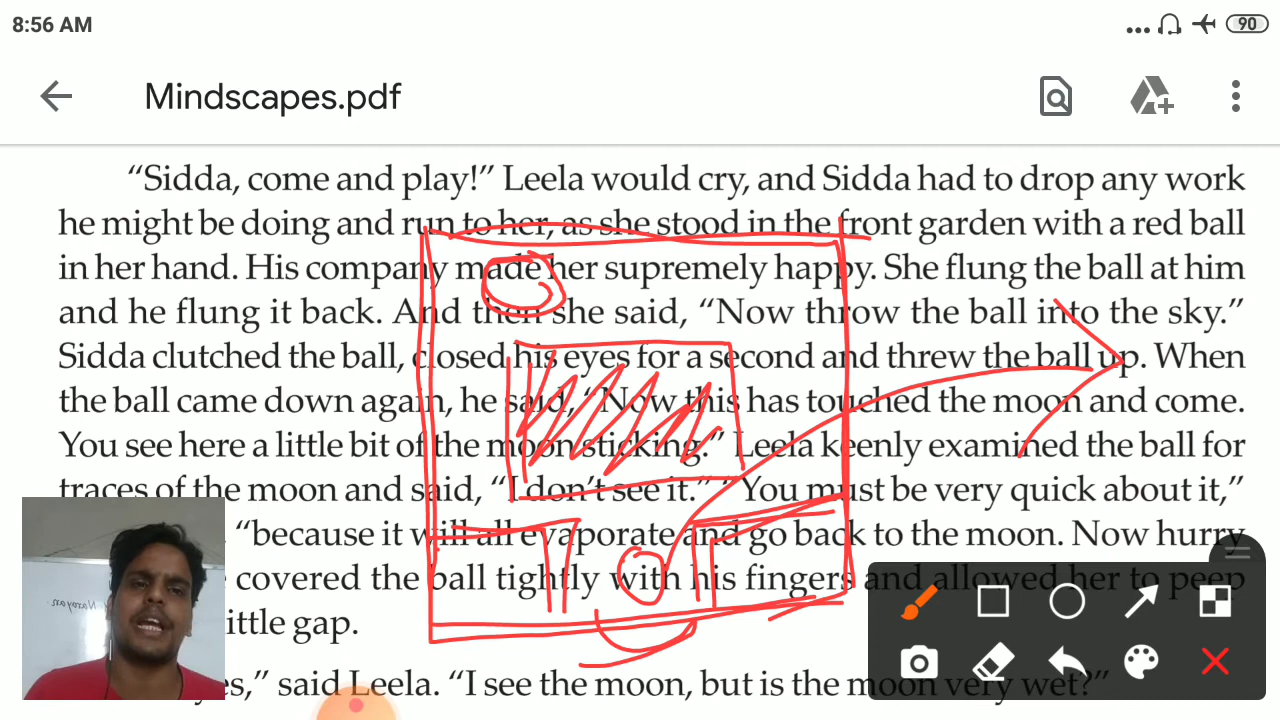 8:56 AM
90
Mindscapes.pdf
“Sidda, come and play!” Leela would cry, and Sidda had to drop any work
he might be doing and run to her, as she stood in the front garden with a red ball
in her hand. His company made her supremely happy. She flung the ball at him
and he flung it back. And then she said, “Now throw the ball into the sky.”
Sidda clutched the ball, closed his eyes for a second and threw the ball up. When
the ball came down again, he said, “Now this has touched the moon and come.
You see here a little bit of the moon sticking.” Leela keenly examined the ball for
traces of the moon and said, “I don’t see it.” “You must be very quick about it,”
“because it will all evaporate and go back to the moon. Now hurry
covered the ball tightly with his fingers and allowed her to peep
ittle gap.
es,” said Leela. “I see the moon, but is the moon very wet?”
Narayan.